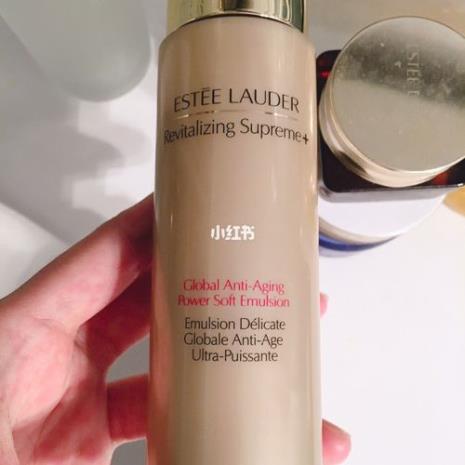 ESTÉE LAUDER
Revitalizing Supreme+
小红书
Global Anti-Aging
Power Soft Emulsion
Emulsion Délicate
Globale Anti-Age
Ultra-Puissante
ESTĒE